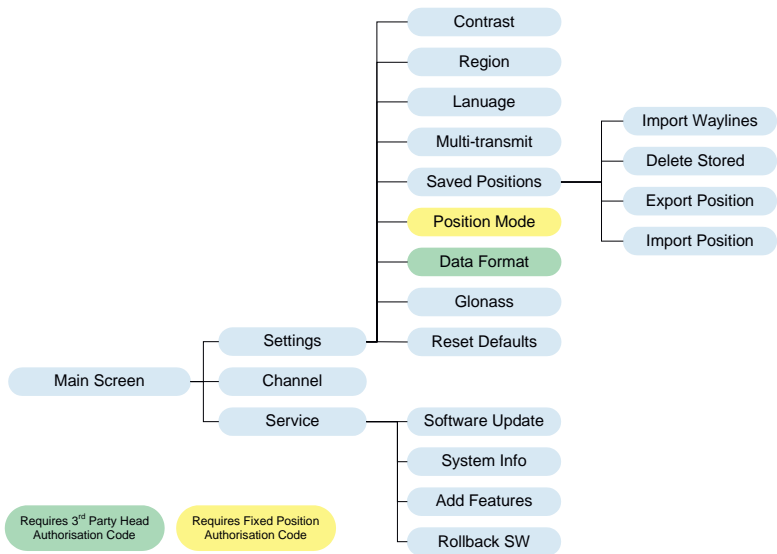 Contrast
Region
Lanuage
Multi-transmit
Saved Positions
Position Mode
Data Format
Glonass
Reset Defaults
Import Waylines
Delete Stored
Export Position
Import Position
Settings
Main Screen
Channel
Service
Software Update
System Info
Add Features
Rollback SW
Requires 3rd Party Head
Authorisation Code
Requires Fixed Position
Authorisation Code